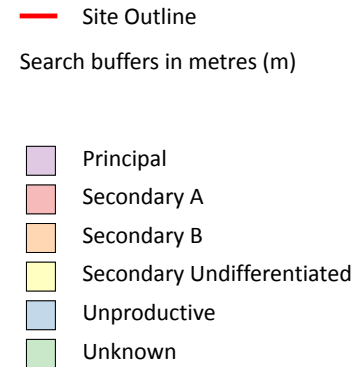 Site Outline
Search buffers in metres (m)
Principal
Secondary A
Secondary B
Secondary Undifferentiated
Unproductive
Unknown